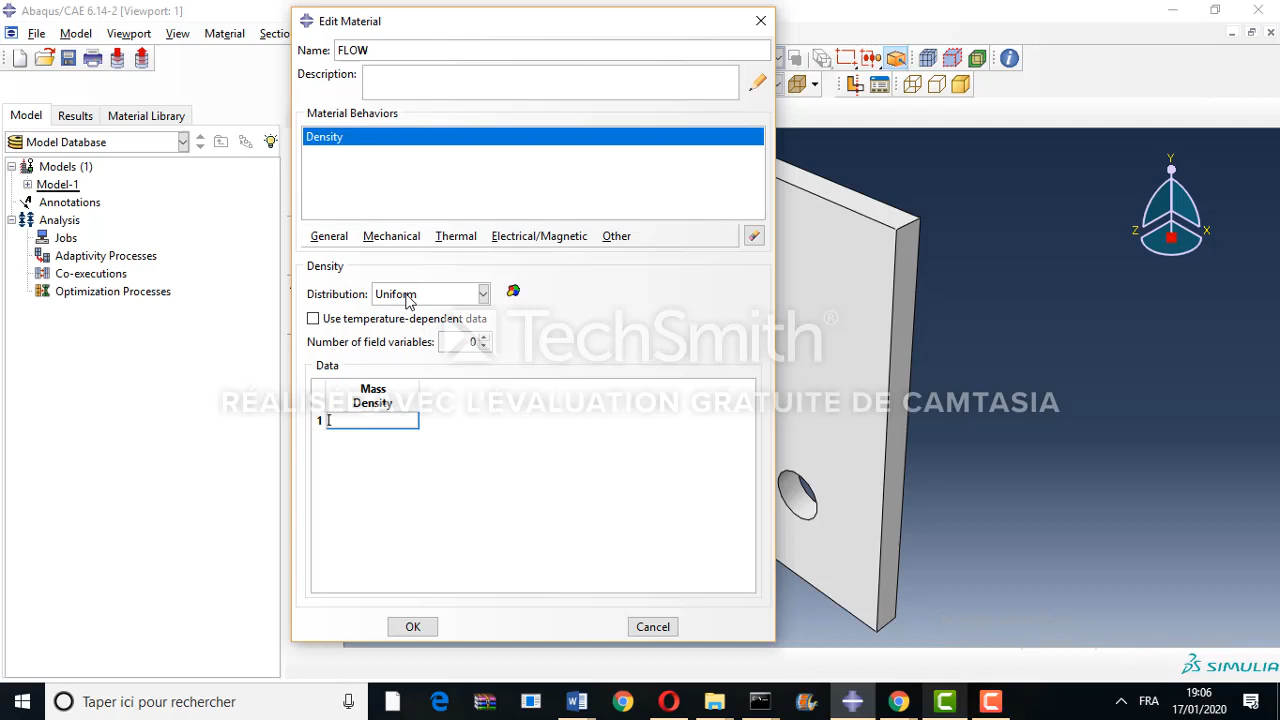 Abaqus/CAE 6.14-2 [Viewport: 1]
File Model Viewport View Material Sectio
Model Results Material Library
Model Database
Models (1)
Model-1
Annotations
Analysis
Jobs
Adaptivity Processes
Co-executions
Optimization Processes
Edit Material
Name: FLOW
Description:
Material Behaviors
Density
General Mechanical Thermal Electrical/Magnetic Other
Density
Distribution: Uniform
Use temperature-dependent data
Number of field variables: 0
Data
Mass
Density
1
OK Cancel
TechSmith®
RÉALISÉ AVEC L'ÉVALUATION GRATUITE DE CAMTASIA
Y
Z X
SIMULIA
Taper ici pour rechercher
FRA
19:06
17/01/2020